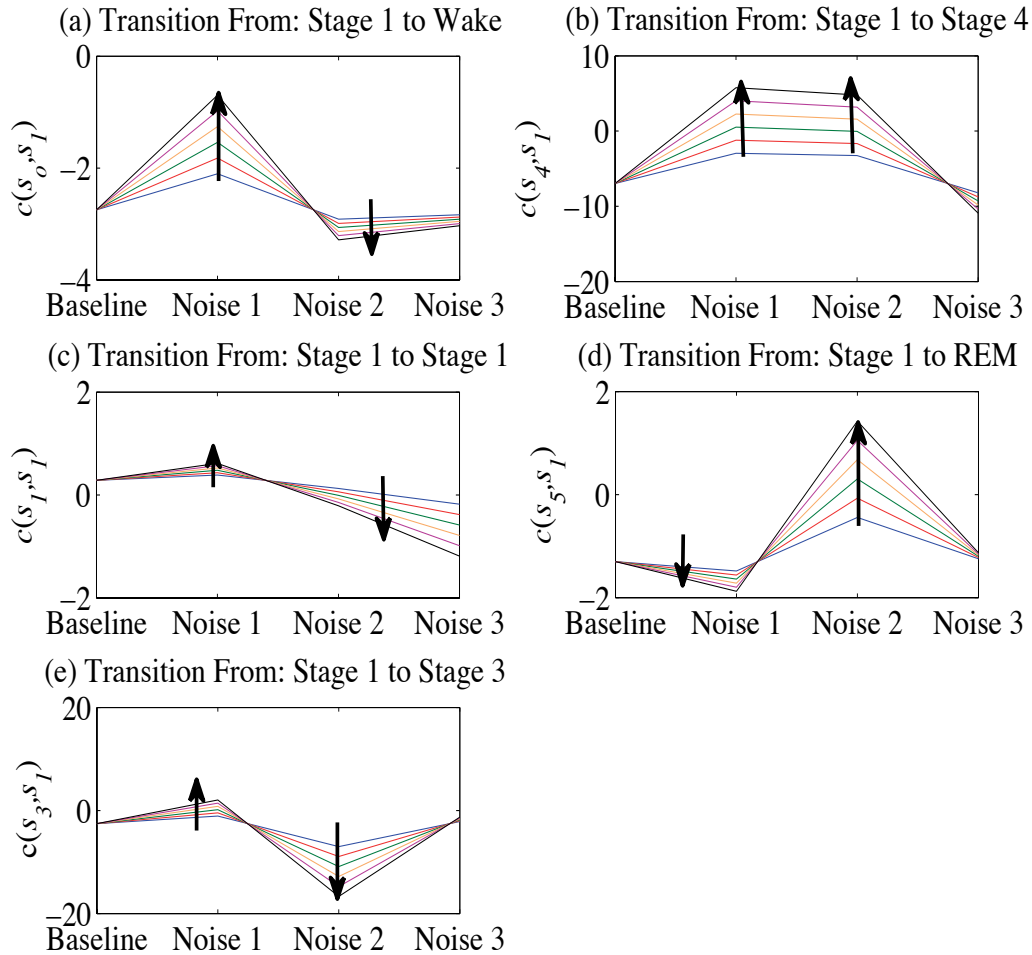 (a) Transition From: Stage 1 to Wake
0
−2
−4
c(s_o,s_1)
Baseline Noise 1 Noise 2 Noise 3
(b) Transition From: Stage 1 to Stage 4
10
0
−10
−20
c(s_4,s_1)
Baseline Noise 1 Noise 2 Noise 3
(c) Transition From: Stage 1 to Stage 1
2
0
−2
c(s_1,s_1)
Baseline Noise 1 Noise 2 Noise 3
(d) Transition From: Stage 1 to REM
2
0
−2
c(s_5,s_1)
Baseline Noise 1 Noise 2 Noise 3
(e) Transition From: Stage 1 to Stage 3
20
0
−20
c(s_3,s_1)
Baseline Noise 1 Noise 2 Noise 3